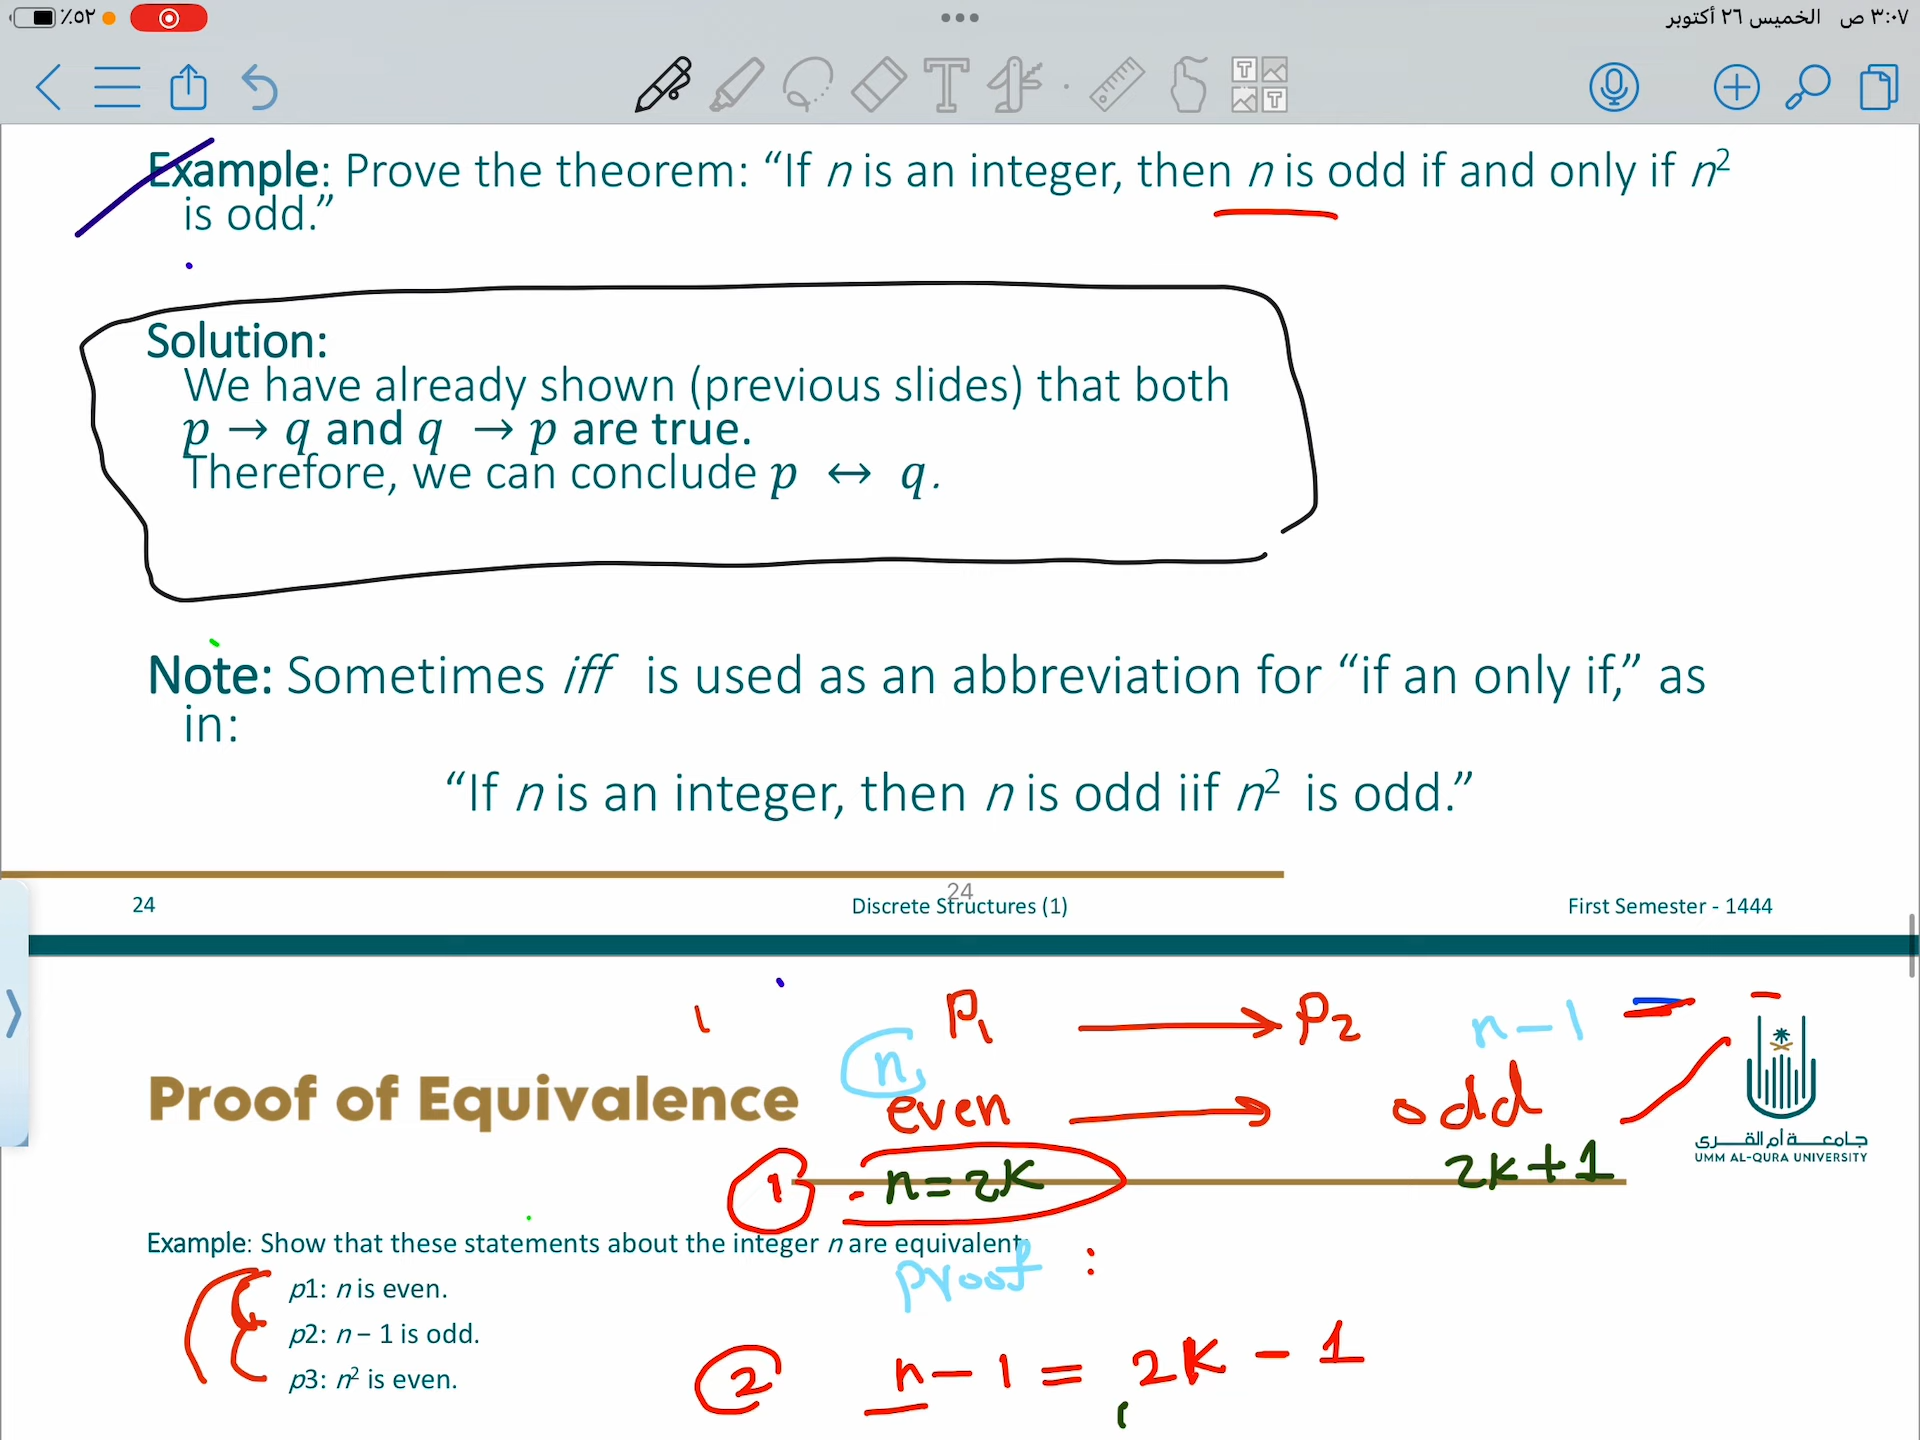 ٪٥٢
٣:٠٧ ص الخميس ٢٦ أكتوبر
Example: Prove the theorem: “If n is an integer, then n is odd if and only if n²
is odd.”
Solution:
We have already shown (previous slides) that both
p → q and q → p are true.
Therefore, we can conclude p ↔ q.
Note: Sometimes iff is used as an abbreviation for “if an only if,” as
in:
“If n is an integer, then n is odd iif n² is odd.”
24
24
Discrete Structures (1)
First Semester - 1444
1 P₁ → P₂ n-1 =
n
Proof of Equivalence
even → odd
جامعة أم القرى
UMM AL-QURA UNIVERSITY
① n=2K 2K+1
Example: Show that these statements about the integer n are equivalent:
proof :
p1: n is even.
p2: n – 1 is odd.
p3: n² is even.
② n-1 = 2K-1